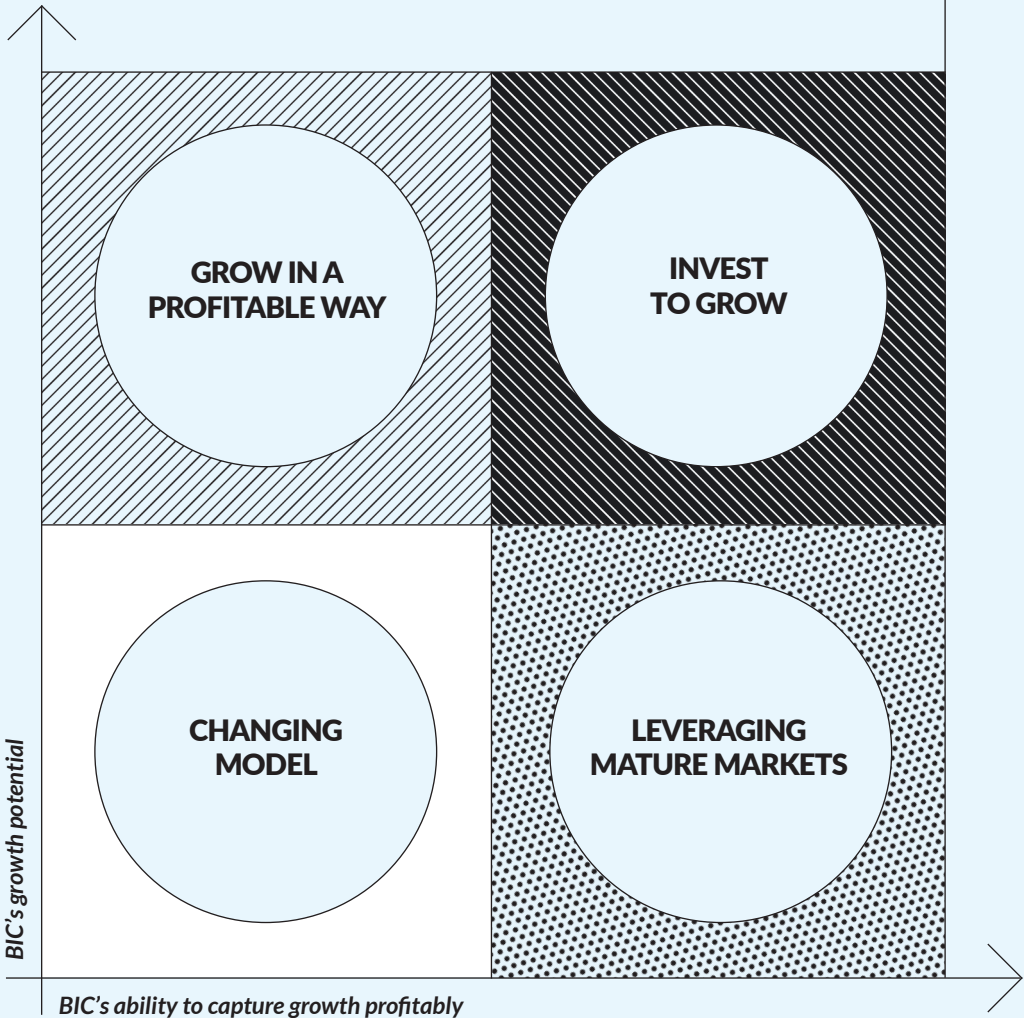 GROW IN A
PROFITABLE WAY
INVEST
TO GROW
CHANGING
MODEL
LEVERAGING
MATURE MARKETS
BIC’s growth potential
BIC’s ability to capture growth profitably